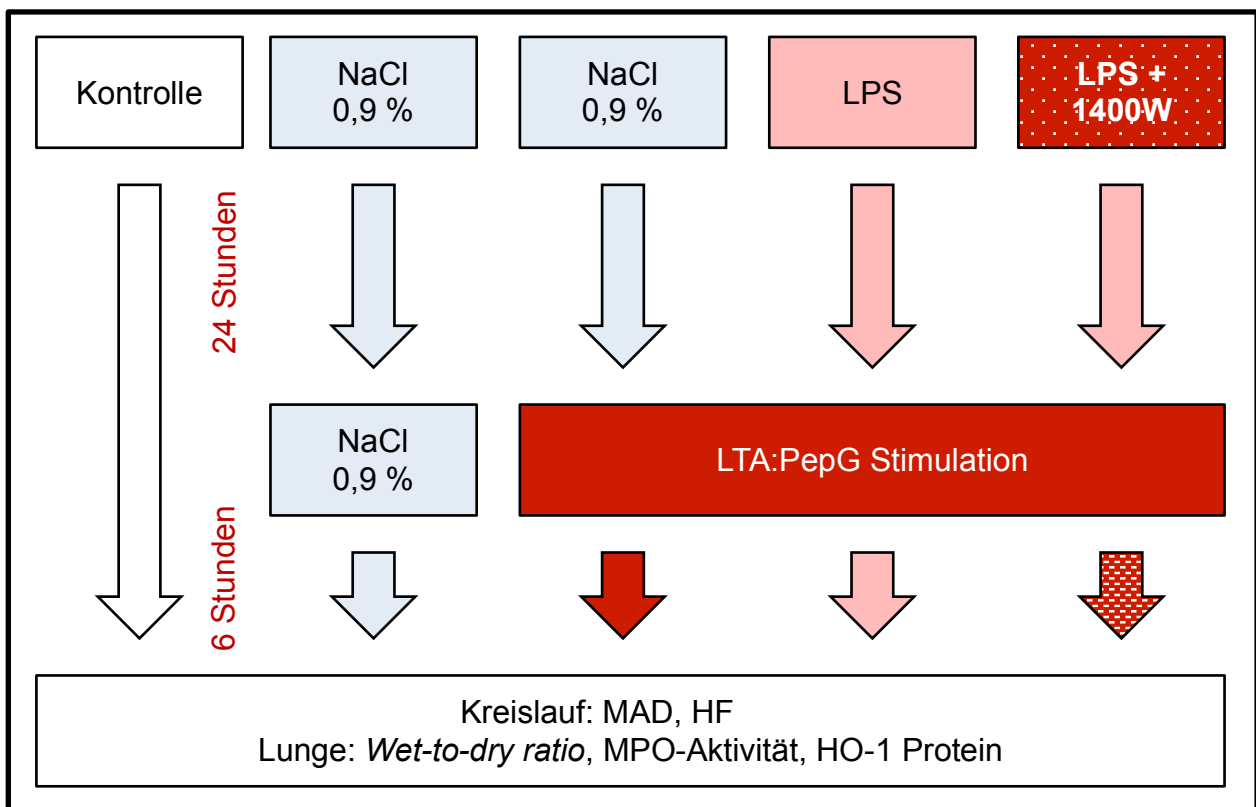 Kontrolle
NaCl
0,9 %
NaCl
0,9 %
LPS
LPS +
1400W
24 Stunden
NaCl
0,9 %
LTA:PepG Stimulation
6 Stunden
Kreislauf: MAD, HF
Lunge: Wet-to-dry ratio, MPO-Aktivität, HO-1 Protein